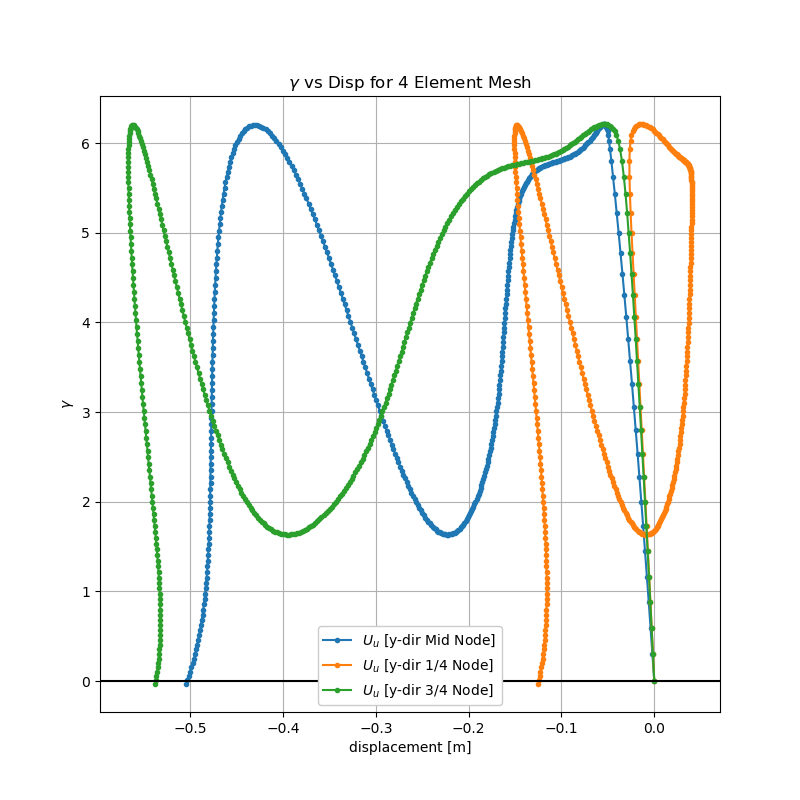 γ vs Disp for 4 Element Mesh
6
5
4
3
2
1
0
γ
U_u [y-dir Mid Node]
U_u [y-dir 1/4 Node]
U_u [y-dir 3/4 Node]
−0.5 −0.4 −0.3 −0.2 −0.1 0.0
displacement [m]